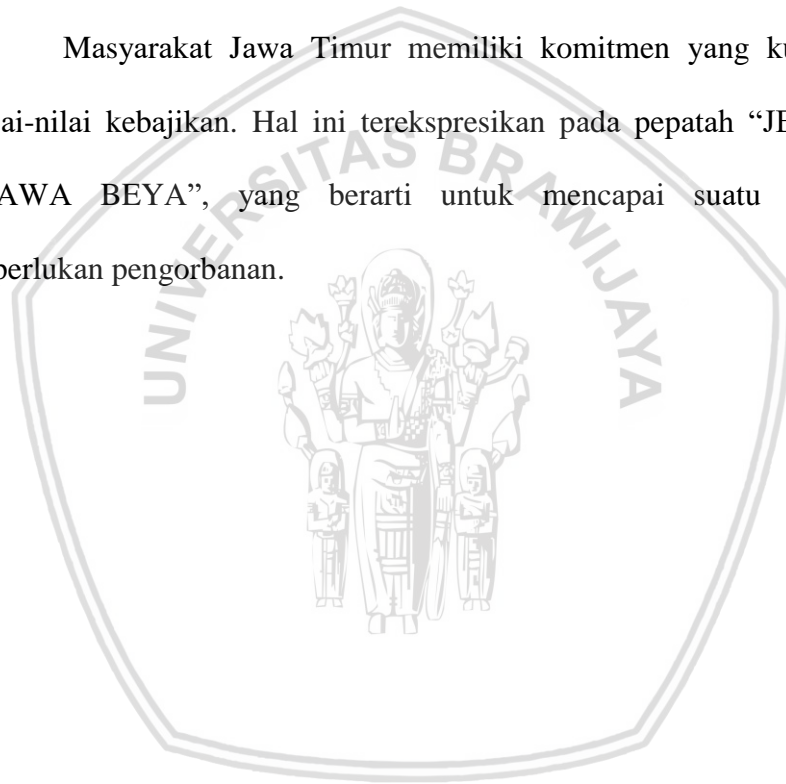 Masyarakat Jawa Timur memiliki komitmen yang
ai-nilai kebajikan. Hal ini terekspresikan pada pepatah “JE
AWA BEYA”, yang berarti untuk mencapai suatu
perlukan pengorbanan.
UNIVERSITAS BRAWIJAYA